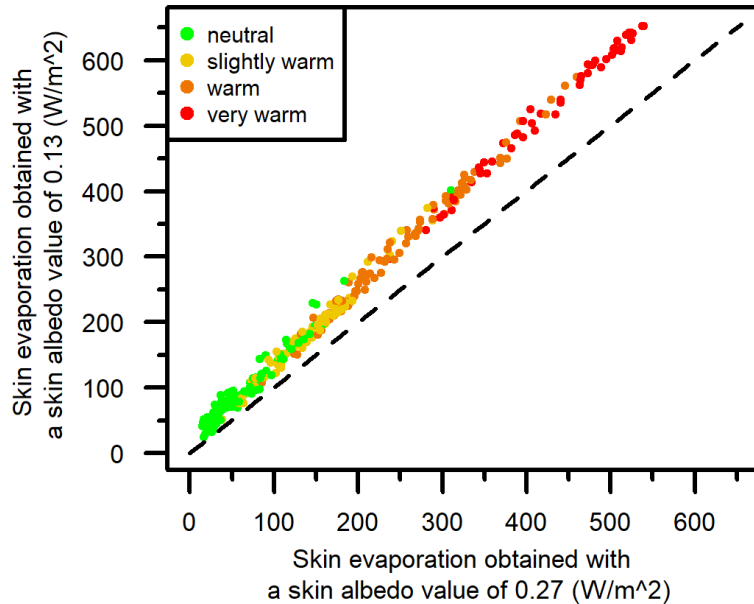 neutral
slightly warm
warm
very warm
600
500
400
300
200
100
0
Skin evaporation obtained with
a skin albedo value of 0.13 (W/m^2)
0 100 200 300 400 500 600
Skin evaporation obtained with
a skin albedo value of 0.27 (W/m^2)